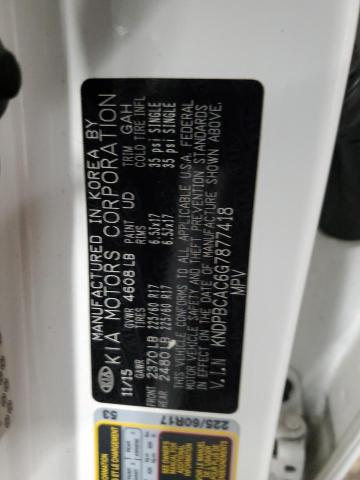 MANUFACTURED IN KOREA BY
KIA KIA MOTORS CORPORATION
11/15 GVWR 4608 LB PAINT UD TRIM GAH
GAWR TIRES RIMS COLD TIRE INFL
FRONT 2370 LB 225/60 R17 6.5Jx17 35 psi SINGLE
REAR 2480 LB 225/60 R17 6.5Jx17 35 psi SINGLE
THIS VEHICLE CONFORMS TO ALL APPLICABLE U.S.A. FEDERAL
MOTOR VEHICLE SAFETY AND THEFT PREVENTION STANDARDS
IN EFFECT ON THE DATE OF MANUFACTURE SHOWN ABOVE.
V.I.N KNDPBCAC6G7877418
MPV
225/60R17
53